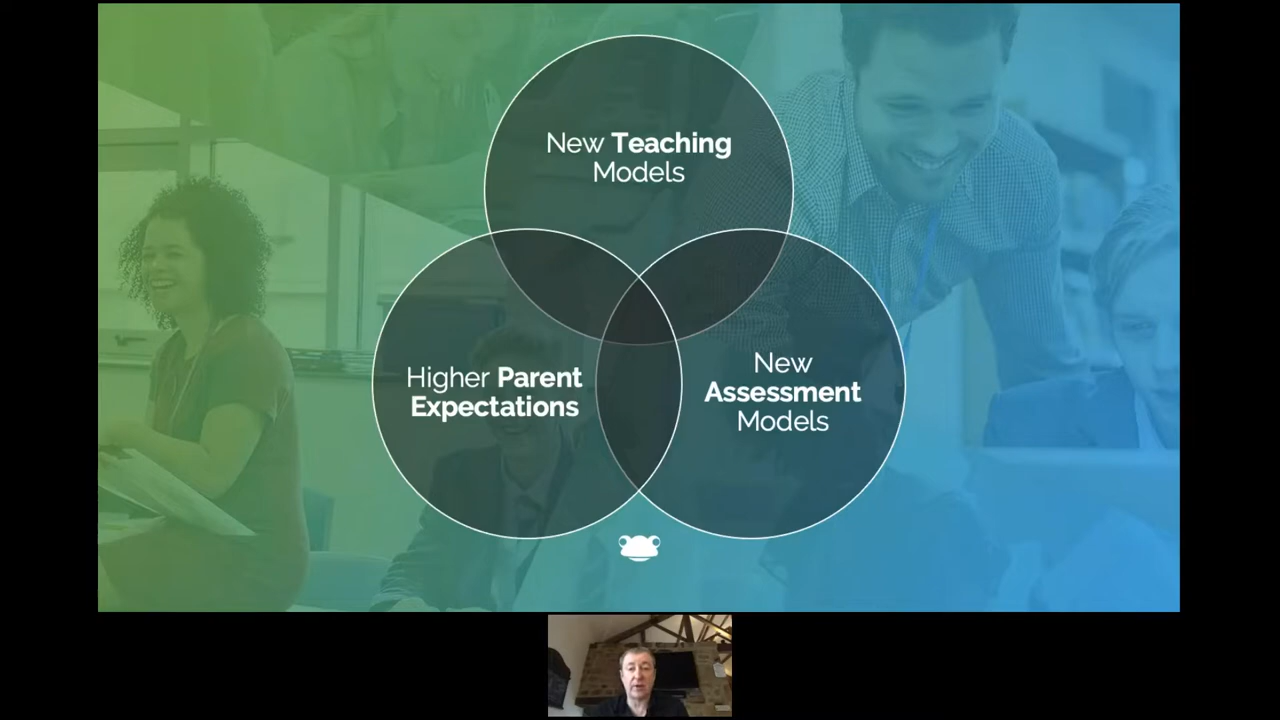 New Teaching
Models
Higher Parent
Expectations
New
Assessment
Models